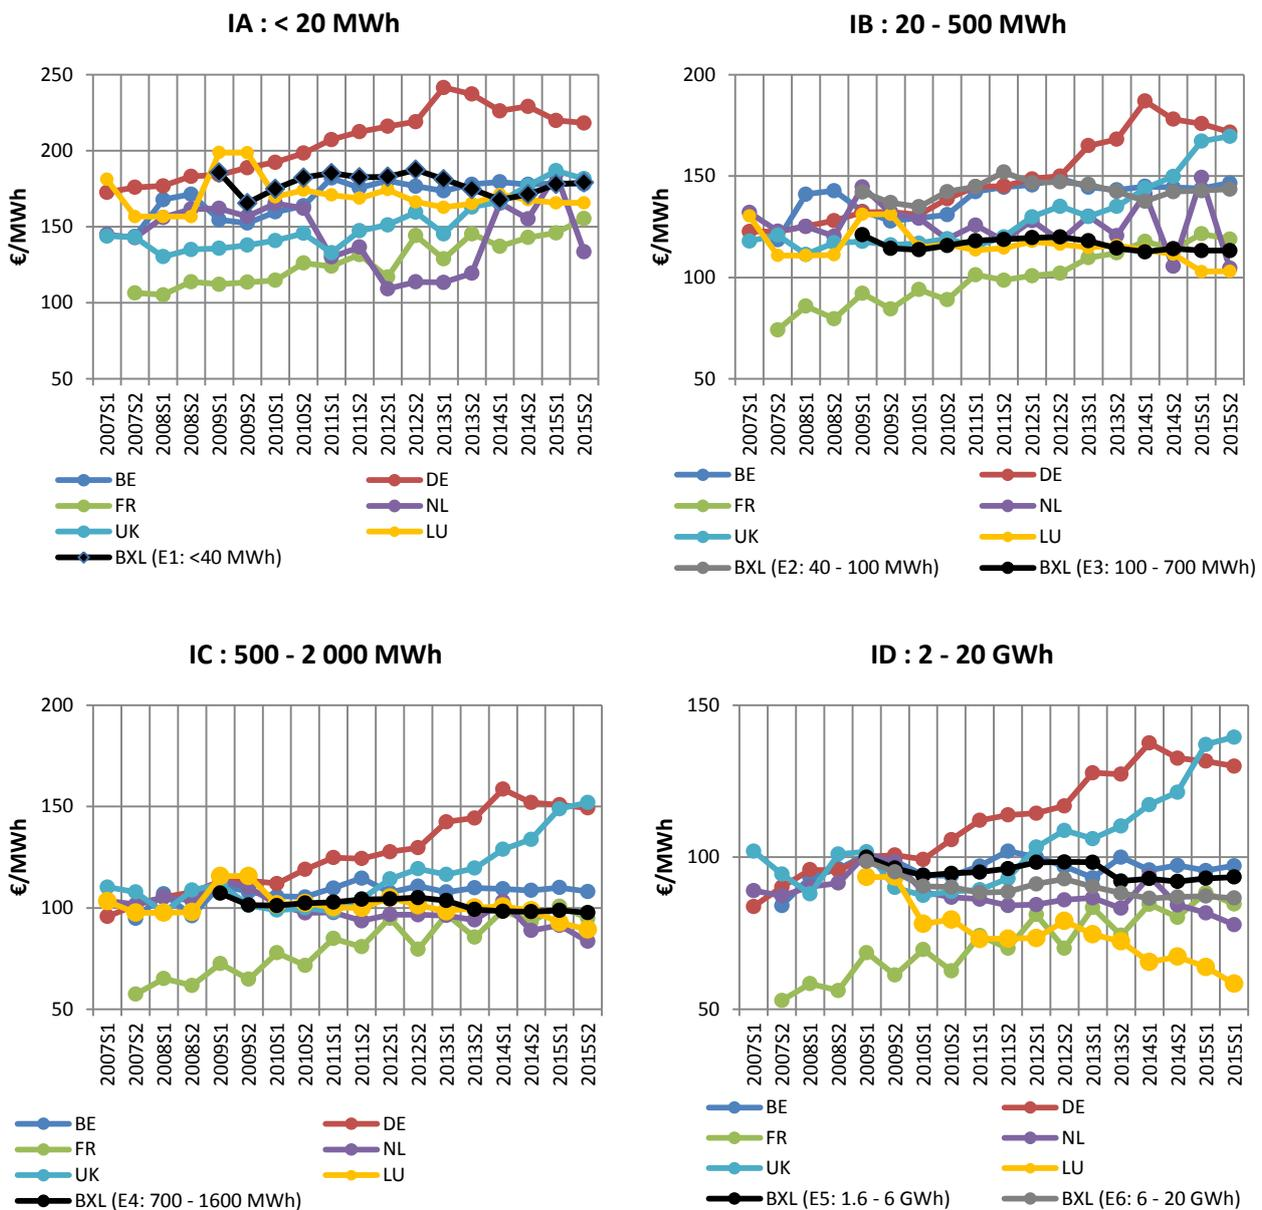 IA : < 20 MWh
250
200
150
100
50
€/MWh
2007S1
2007S2
2008S1
2008S2
2009S1
2009S2
2010S1
2010S2
2011S1
2011S2
2012S1
2012S2
2013S1
2013S2
2014S1
2014S2
2015S1
2015S2
BE DE
FR NL
UK LU
BXL (E1: <40 MWh)
IB : 20 - 500 MWh
200
150
100
50
€/MWh
2007S1
2007S2
2008S1
2008S2
2009S1
2009S2
2010S1
2010S2
2011S1
2011S2
2012S1
2012S2
2013S1
2013S2
2014S1
2014S2
2015S1
2015S2
BE DE
FR NL
UK LU
BXL (E2: 40 - 100 MWh) BXL (E3: 100 - 700 MWh)
IC : 500 - 2 000 MWh
200
150
100
50
€/MWh
2007S1
2007S2
2008S1
2008S2
2009S1
2009S2
2010S1
2010S2
2011S1
2011S2
2012S1
2012S2
2013S1
2013S2
2014S1
2014S2
2015S1
2015S2
BE DE
FR NL
UK LU
BXL (E4: 700 - 1600 MWh)
ID : 2 - 20 GWh
150
100
50
€/MWh
2007S1
2007S2
2008S1
2008S2
2009S1
2009S2
2010S1
2010S2
2011S1
2011S2
2012S1
2012S2
2013S1
2013S2
2014S1
2014S2
2015S1
2015S1
BE DE
FR NL
UK LU
BXL (E5: 1.6 - 6 GWh) BXL (E6: 6 - 20 GWh)